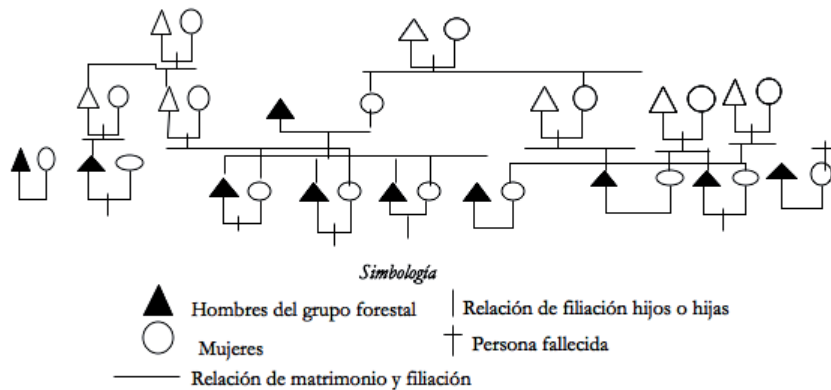 Simbología
Hombres del grupo forestal
Relación de filiación hijos o hijas
Mujeres
Persona fallecida
Relación de matrimonio y filiación